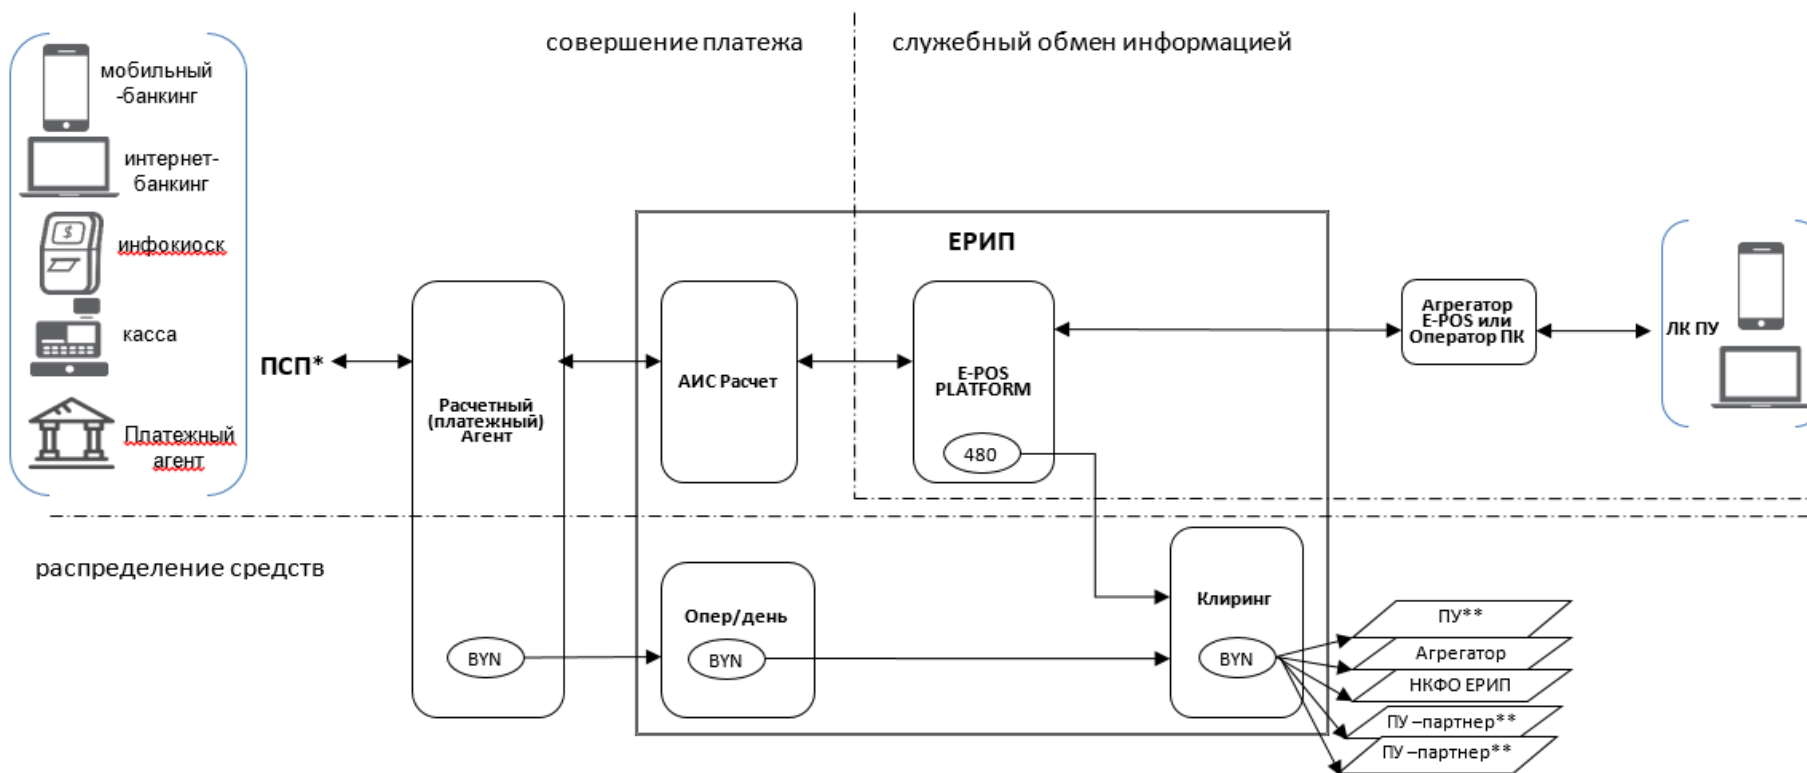 совершение платежа
служебный обмен информацией
мобильный
-банкинг
интернет-
банкинг
инфокиоск
касса
Платежный
агент
ПСП*
Расчетный
(платежный)
Агент
BYN
ЕРИП
АИС Расчет
E-POS
PLATFORM
480
Агрегатор
E-POS или
Оператор ПК
ЛК ПУ
распределение средств
Опер/день
BYN
Клиринг
BYN
ПУ**
Агрегатор
НКФО ЕРИП
ПУ –партнер**
ПУ –партнер**
$